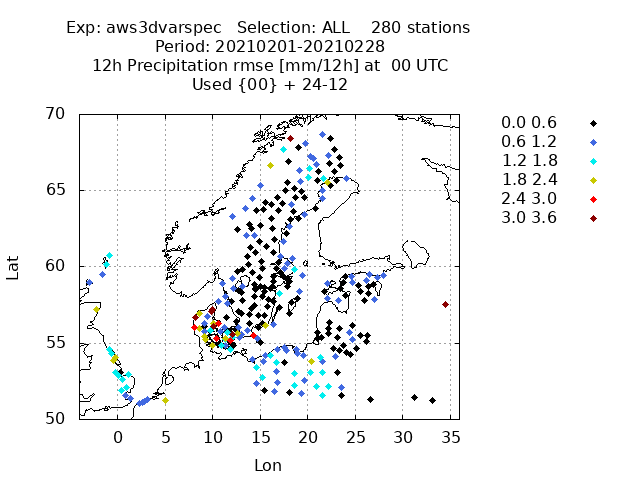 Exp: aws3dvarspec   Selection: ALL    280 stations
Period: 20210201-20210228
12h Precipitation rmse [mm/12h] at  00 UTC
Used {00} + 24-12
0.0 0.6
0.6 1.2
1.2 1.8
1.8 2.4
2.4 3.0
3.0 3.6
70
65
60
55
50
Lat
0 5 10 15 20 25 30 35
Lon